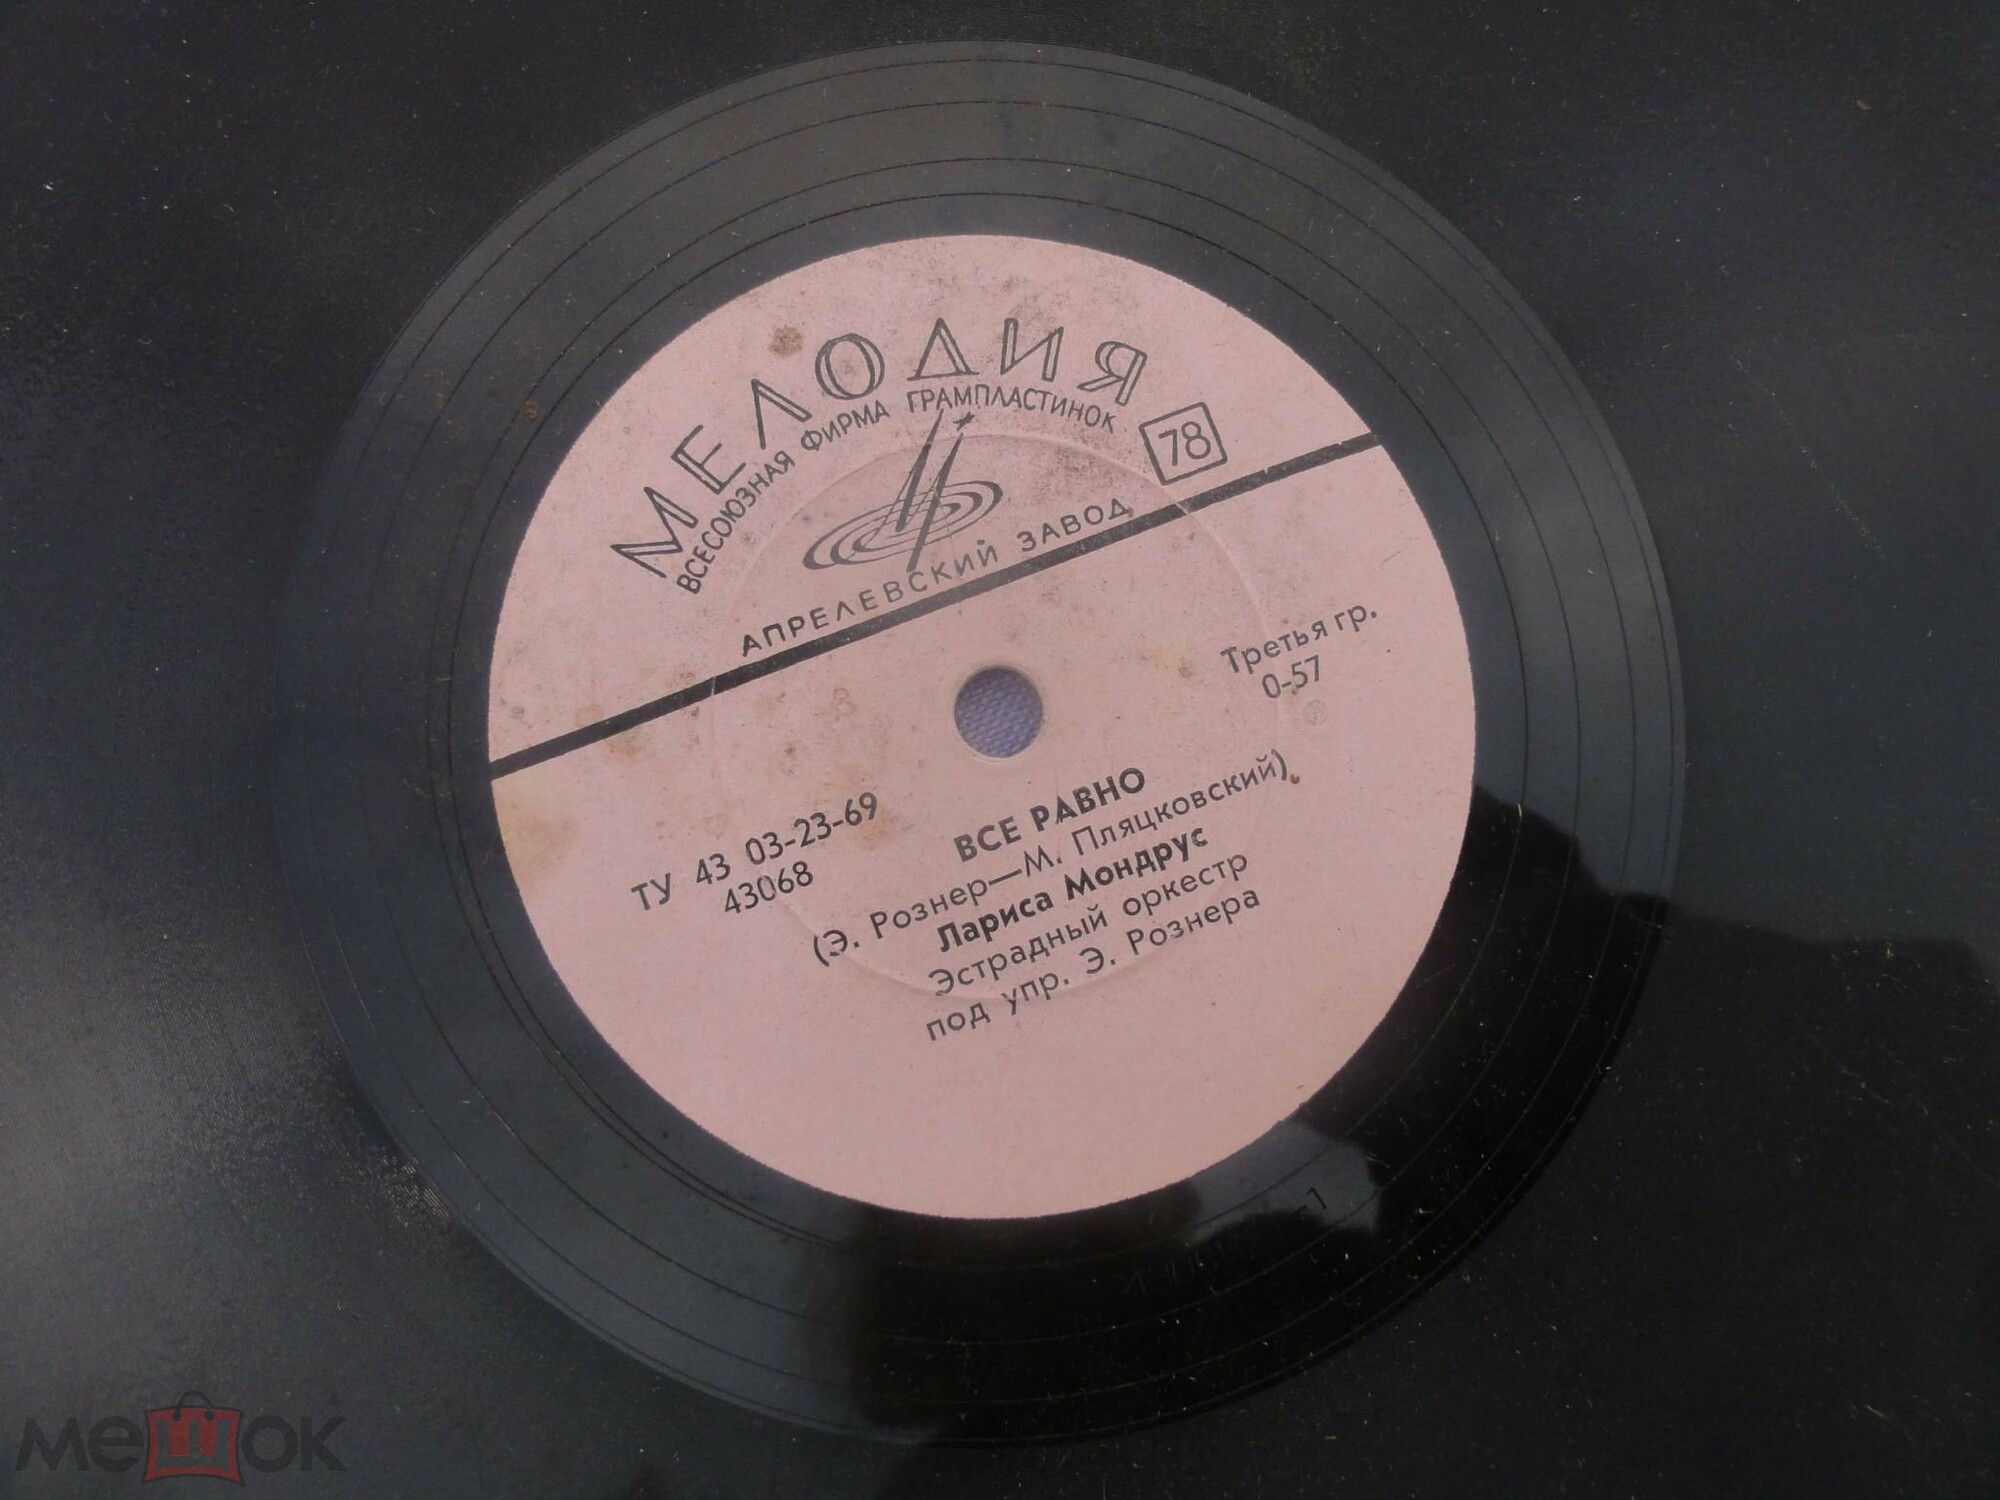 МЕЛОДИЯ
ВСЕСОЮЗНАЯ ФИРМА ГРАМПЛАСТИНОК
78
АПРЕЛЕВСКИЙ ЗАВОД
Третья гр.
0-57
ТУ 43 03-23-69
43068
ВСЕ РАВНО
(Э. Рознер—М. Пляцковский)
Лариса Мондрус
Эстрадный оркестр
под упр. Э. Рознера
мешок